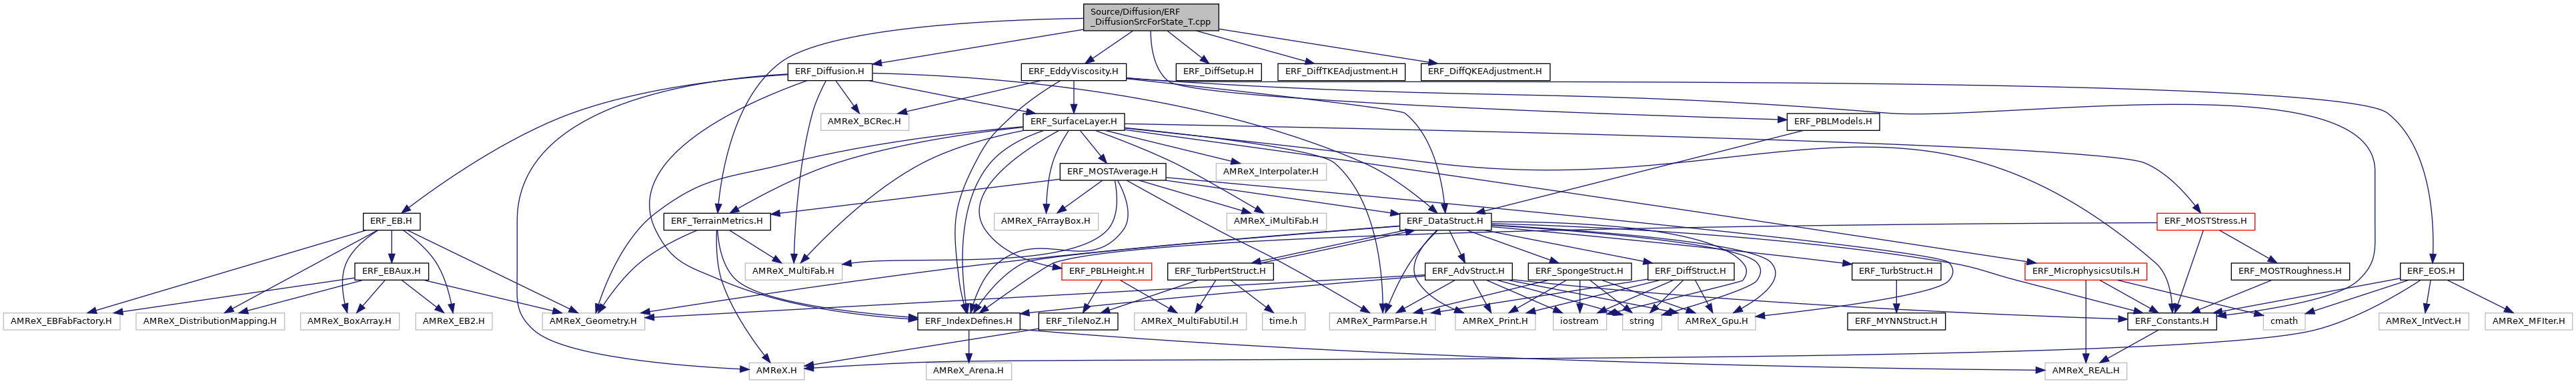 Source/Diffusion/ERF
_DiffusionSrcForState_T.cpp
ERF_Diffusion.H
ERF_EddyViscosity.H
ERF_DiffSetup.H
ERF_DiffTKEAdjustment.H
ERF_DiffQKEAdjustment.H
AMReX_BCRec.H
ERF_SurfaceLayer.H
ERF_PBLModels.H
ERF_MOSTAverage.H
AMReX_Interpolater.H
ERF_EB.H
ERF_TerrainMetrics.H
AMReX_FArrayBox.H
AMReX_iMultiFab.H
ERF_DataStruct.H
ERF_MOSTStress.H
ERF_EBAux.H
AMReX_MultiFab.H
ERF_PBLHeight.H
ERF_TurbPertStruct.H
ERF_AdvStruct.H
ERF_SpongeStruct.H
ERF_DiffStruct.H
ERF_TurbStruct.H
ERF_MicrophysicsUtils.H
ERF_MOSTRoughness.H
ERF_EOS.H
AMReX_EBFabFactory.H
AMReX_DistributionMapping.H
AMReX_BoxArray.H
AMReX_EB2.H
AMReX_Geometry.H
ERF_IndexDefines.H
ERF_TileNoZ.H
AMReX_MultiFabUtil.H
time.h
AMReX_ParmParse.H
AMReX_Print.H
iostream
string
AMReX_Gpu.H
ERF_MYNNStruct.H
ERF_Constants.H
cmath
AMReX_IntVect.H
AMReX_MFIter.H
AMReX.H
AMReX_Arena.H
AMReX_REAL.H